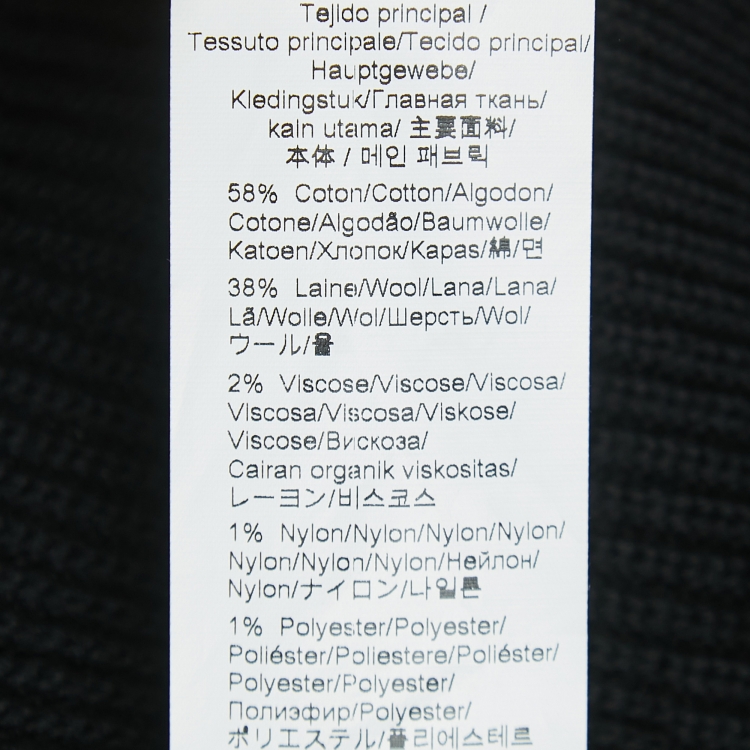 Tejido principal /
Tessuto principale/Tecido principal/
Hauptgewebe/
Kledingstuk/Главная ткань/
kain utama/ 主要面料/
本体 / 메인 패브릭
58% Coton/Cotton/Algodon/
Cotone/Algodão/Baumwolle/
Katoen/Хлопок/Kapas/綿/면
38% Laine/Wool/Lana/Lana/
Lã/Wolle/Wol/Шерсть/Wol/
ウール/울
2% Viscose/Viscose/Viscosa/
Viscosa/Viscosa/Viskose/
Viscose/Вискоза/
Cairan organik viskositas/
レーヨン/비스코스
1% Nylon/Nylon/Nylon/Nylon/
Nylon/Nylon/Nylon/Нейлон/
Nylon/ナイロン/나일론
1% Polyester/Polyester/
Poliéster/Poliestere/Poliéster/
Polyester/Polyester/
Полиэфир/Polyester/
ポリエステル/폴리에스테르